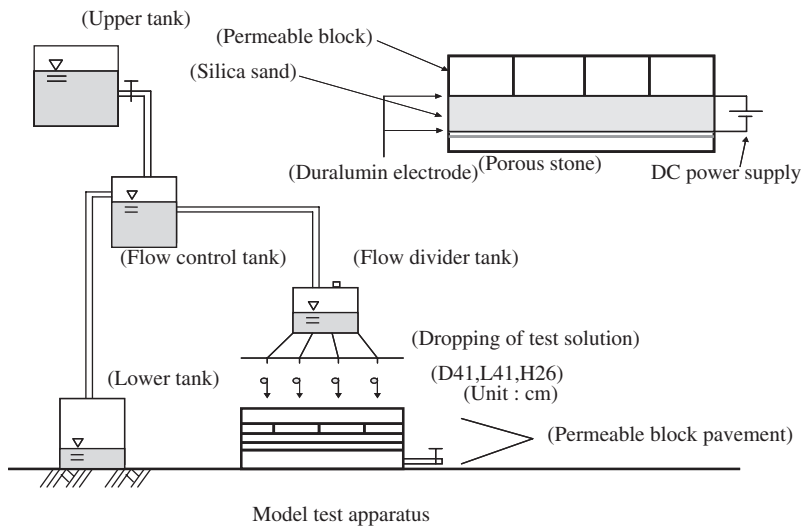 (Upper tank)
(Permeable block)
(Silica sand)
(Duralumin electrode)
(Porous stone)
DC power supply
(Flow control tank)
(Flow divider tank)
(Dropping of test solution)
(Lower tank)
(D41,L41,H26)
(Unit : cm)
(Permeable block pavement)
Model test apparatus